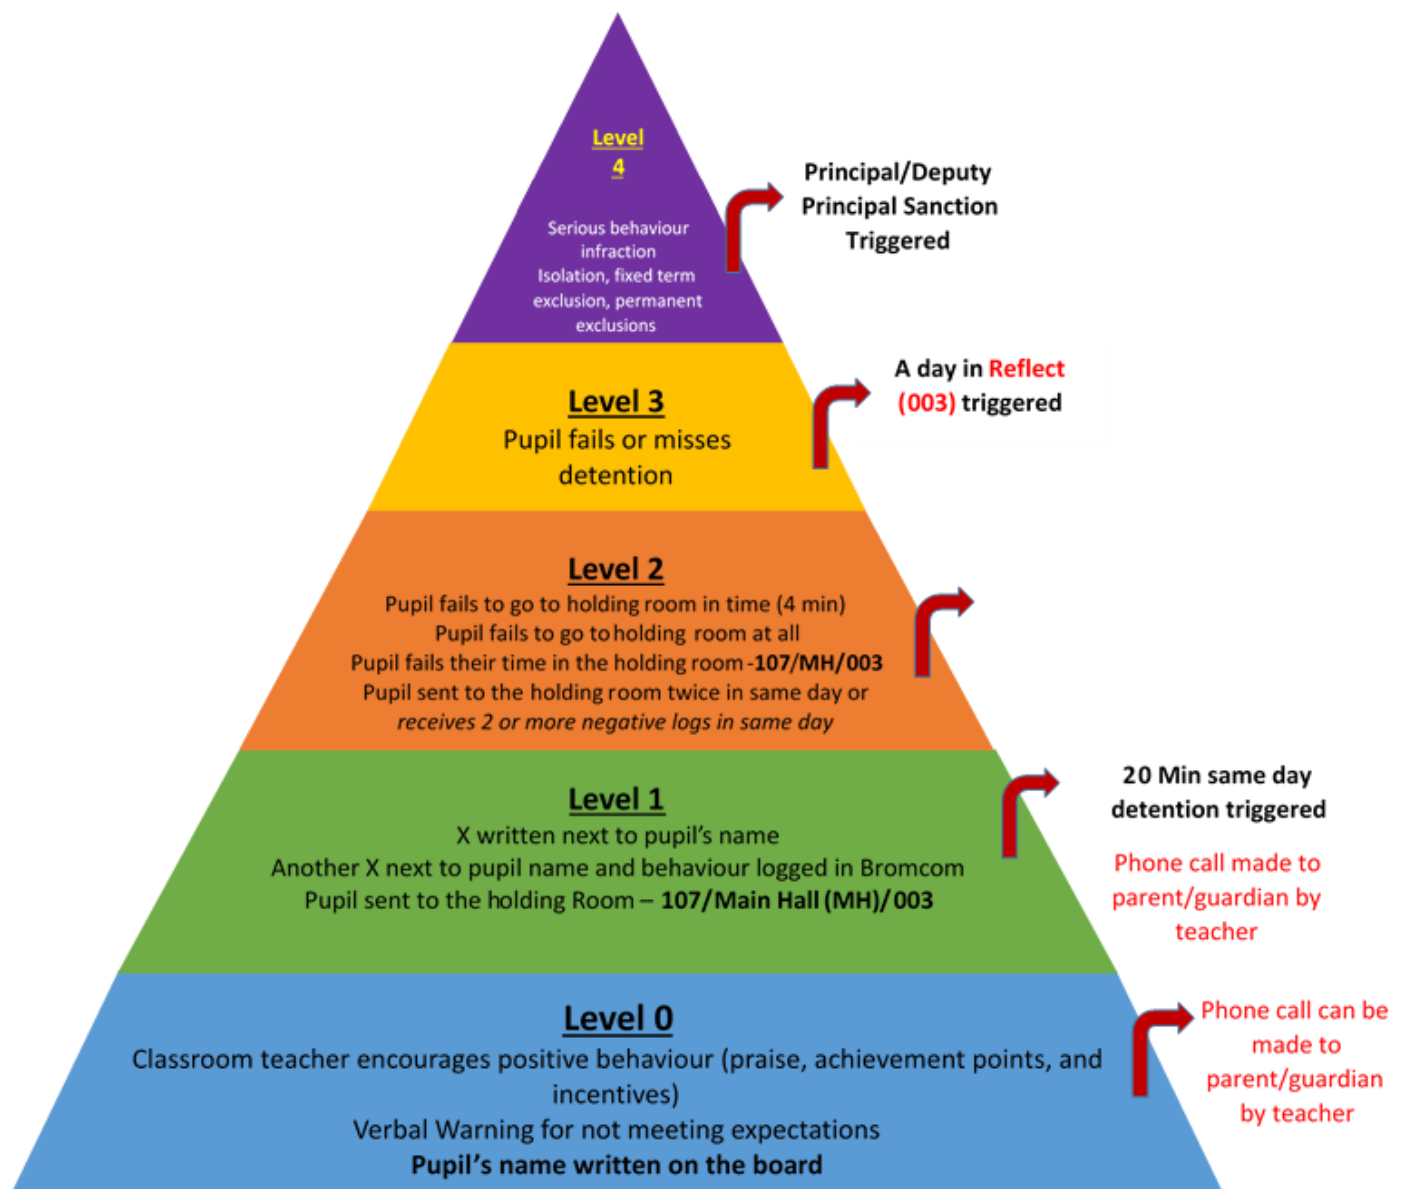 Level
4
Serious behaviour
infraction
Isolation, fixed term
exclusion, permanent
exclusions
Principal/Deputy
Principal Sanction
Triggered
Level 3
Pupil fails or misses
detention
A day in Reflect
(003) triggered
Level 2
Pupil fails to go to holding room in time (4 min)
Pupil fails to go to holding room at all
Pupil fails their time in the holding room -107/MH/003
Pupil sent to the holding room twice in same day or
receives 2 or more negative logs in same day
Level 1
X written next to pupil’s name
Another X next to pupil name and behaviour logged in Bromcom
Pupil sent to the holding Room – 107/Main Hall (MH)/003
20 Min same day
detention triggered
Phone call made to
parent/guardian by
teacher
Level 0
Classroom teacher encourages positive behaviour (praise, achievement points, and
incentives)
Verbal Warning for not meeting expectations
Pupil’s name written on the board
Phone call can be
made to
parent/guardian
by teacher